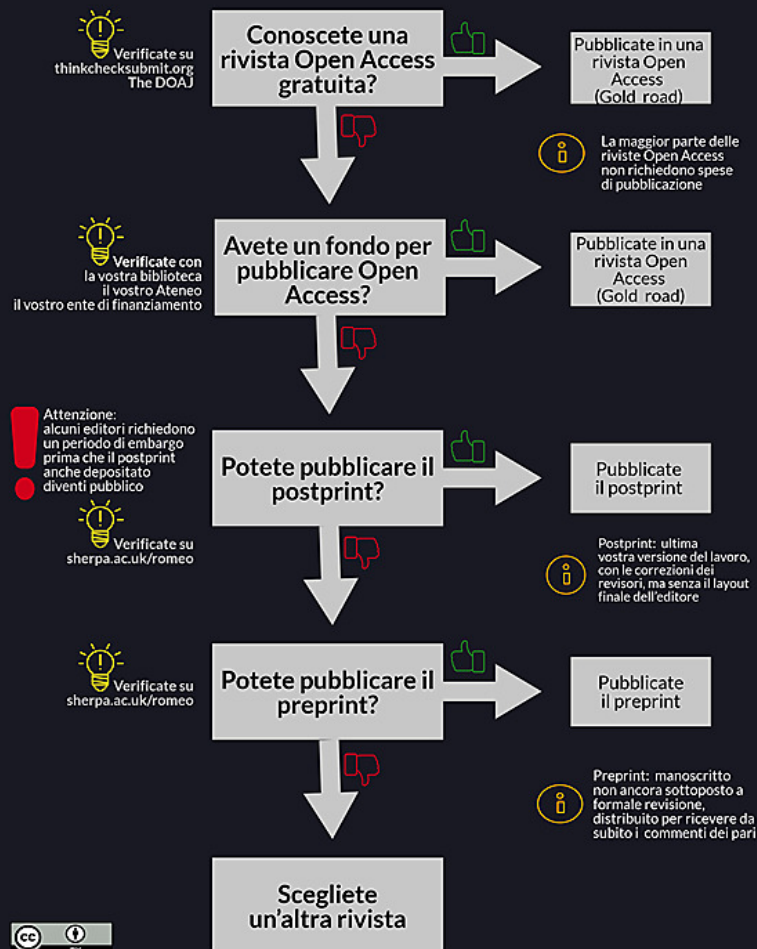 Verificate su
thinkchecksubmit.org
The DOAJ
Conoscete una
rivista Open Access
gratuita?
Pubblicate in una
rivista Open
Access
(Gold road)
i
La maggior parte delle
riviste Open Access
non richiedono spese
di pubblicazione
Verificate con
la vostra biblioteca
il vostro Ateneo
il vostro ente di finanziamento
Avete un fondo per
pubblicare Open
Access?
Pubblicate in una
rivista Open
Access
(Gold road)
Attenzione:
alcuni editori richiedono
un periodo di embargo
prima che il postprint
anche depositato
diventi pubblico
Verificate su
sherpa.ac.uk/romeo
Potete pubblicare il
postprint?
Pubblicate
il postprint
i
Postprint: ultima
vostra versione del lavoro,
con le correzioni dei
revisori, ma senza il layout
finale dell'editore
Verificate su
sherpa.ac.uk/romeo
Potete pubblicare il
preprint?
Pubblicate
il preprint
i
Preprint: manoscritto
non ancora sottoposto a
formale revisione,
distribuito per ricevere da
subito i commenti dei pari
Scegliete
un'altra rivista
cc